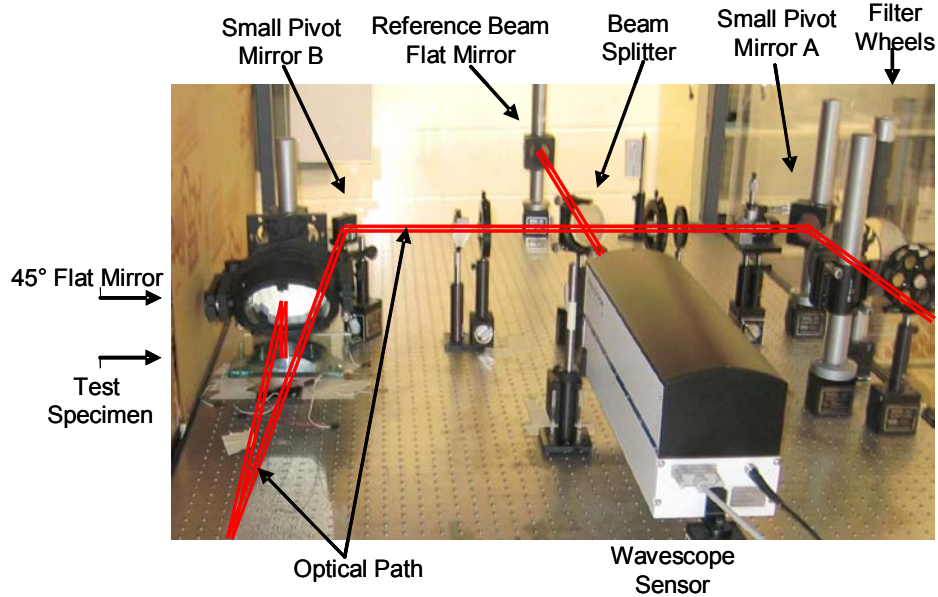 Small Pivot
Mirror B
Reference Beam
Flat Mirror
Beam
Splitter
Small Pivot
Mirror A
Filter
Wheels
45° Flat Mirror
Test
Specimen
Optical Path
Wavescope
Sensor